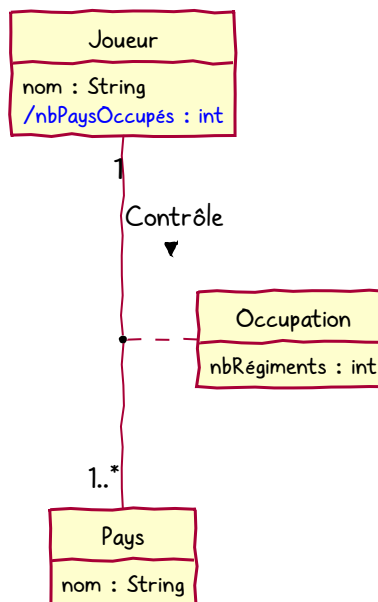 Joueur
nom : String
/nbPaysOccupés : int
1
Contrôle
Occupation
nbRégiments : int
1..*
Pays
nom : String